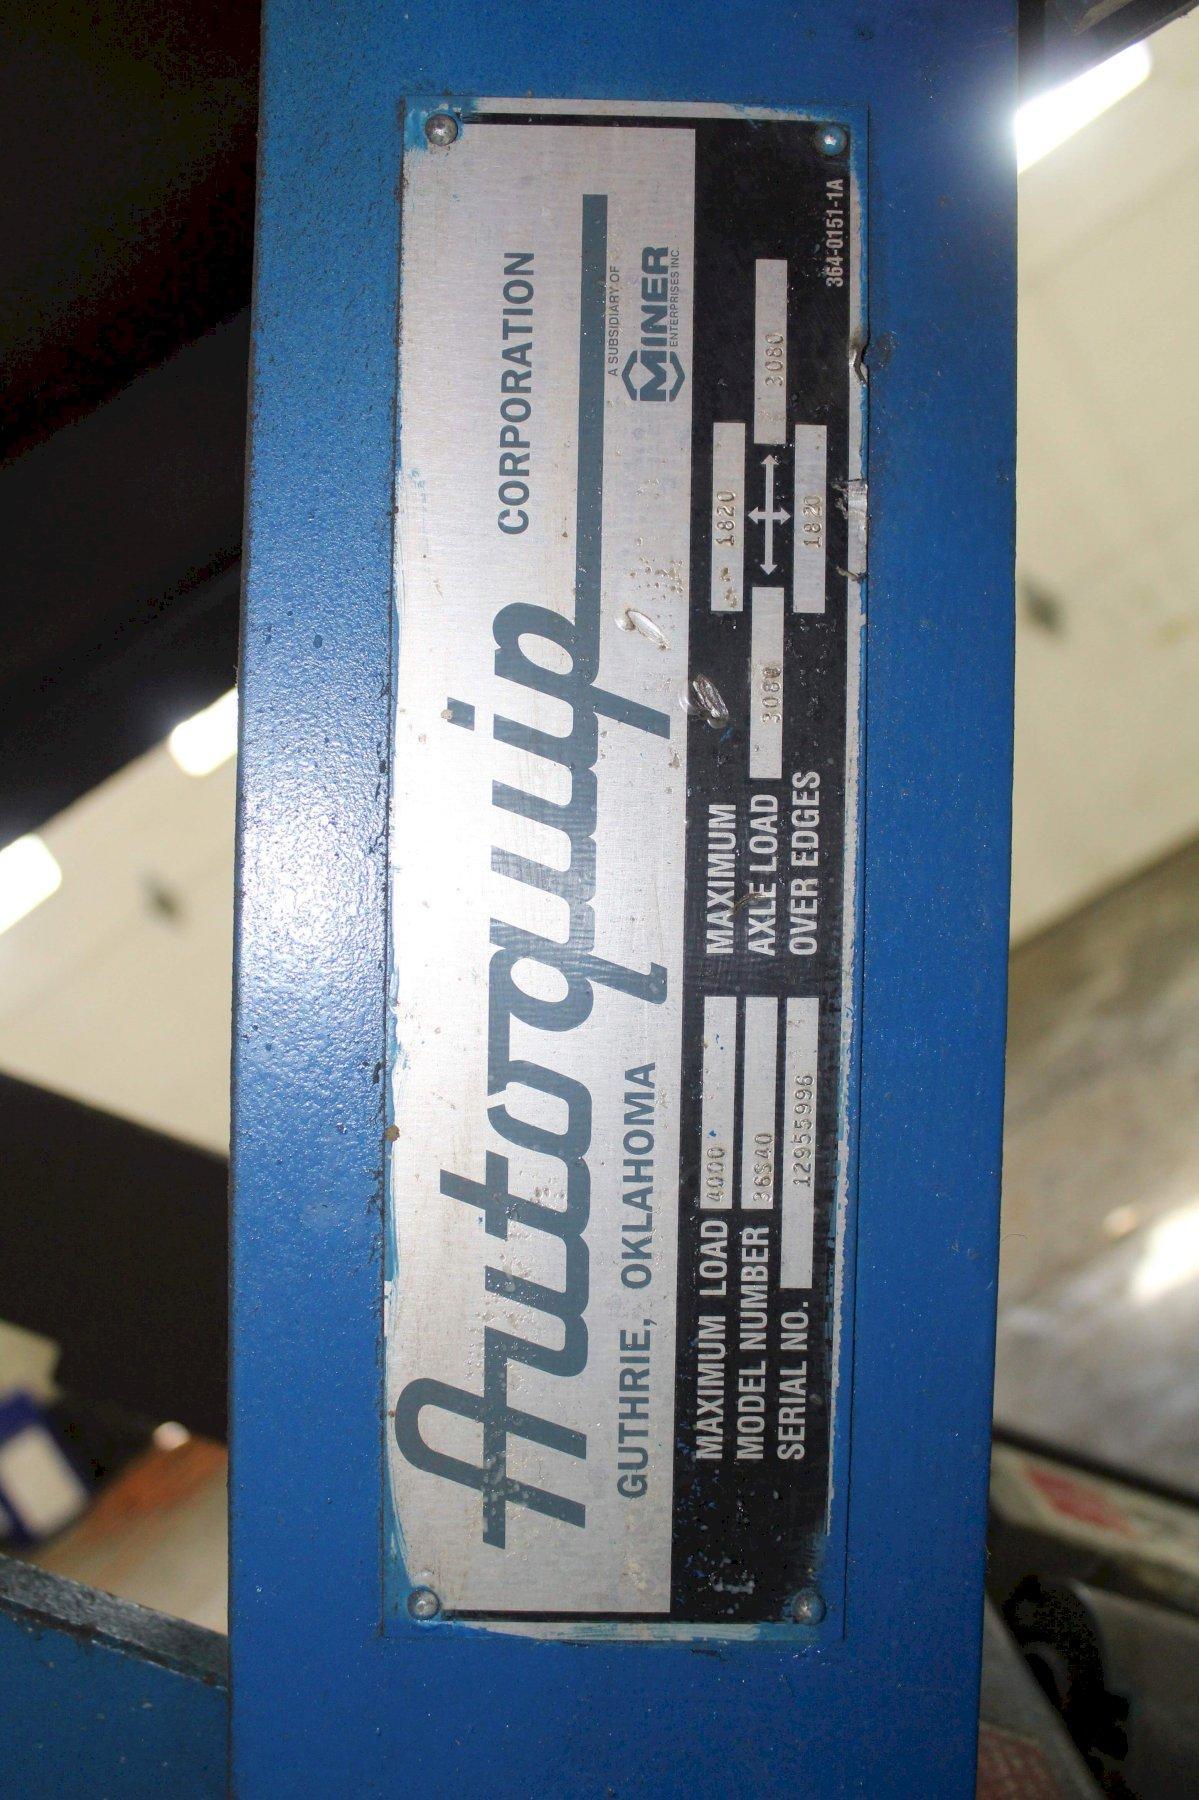 Autoquip CORPORATION
GUTHRIE, OKLAHOMA
A SUBSIDIARY OF
MINER
ENTERPRISES INC.
MAXIMUM LOAD 4000
MODEL NUMBER 36S40
SERIAL NO. 12955996
MAXIMUM
AXLE LOAD
OVER EDGES
1820
3080 3080
1820
364-0151-1A